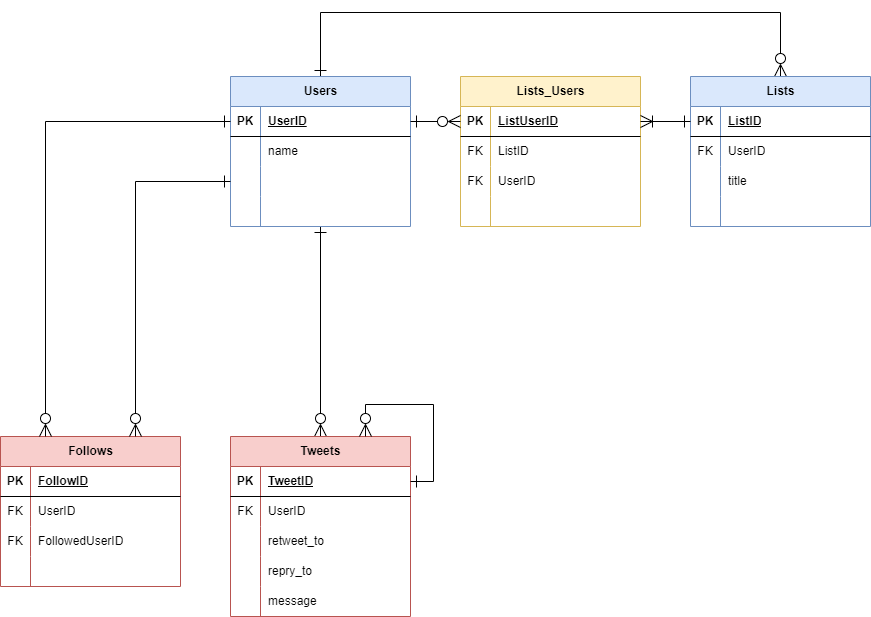 Users
PK UserID
name
Lists_Users
PK ListUserID
FK ListID
FK UserID
Lists
PK ListID
FK UserID
title
Follows
PK FollowID
FK UserID
FK FollowedUserID
Tweets
PK TweetID
FK UserID
retweet_to
repry_to
message